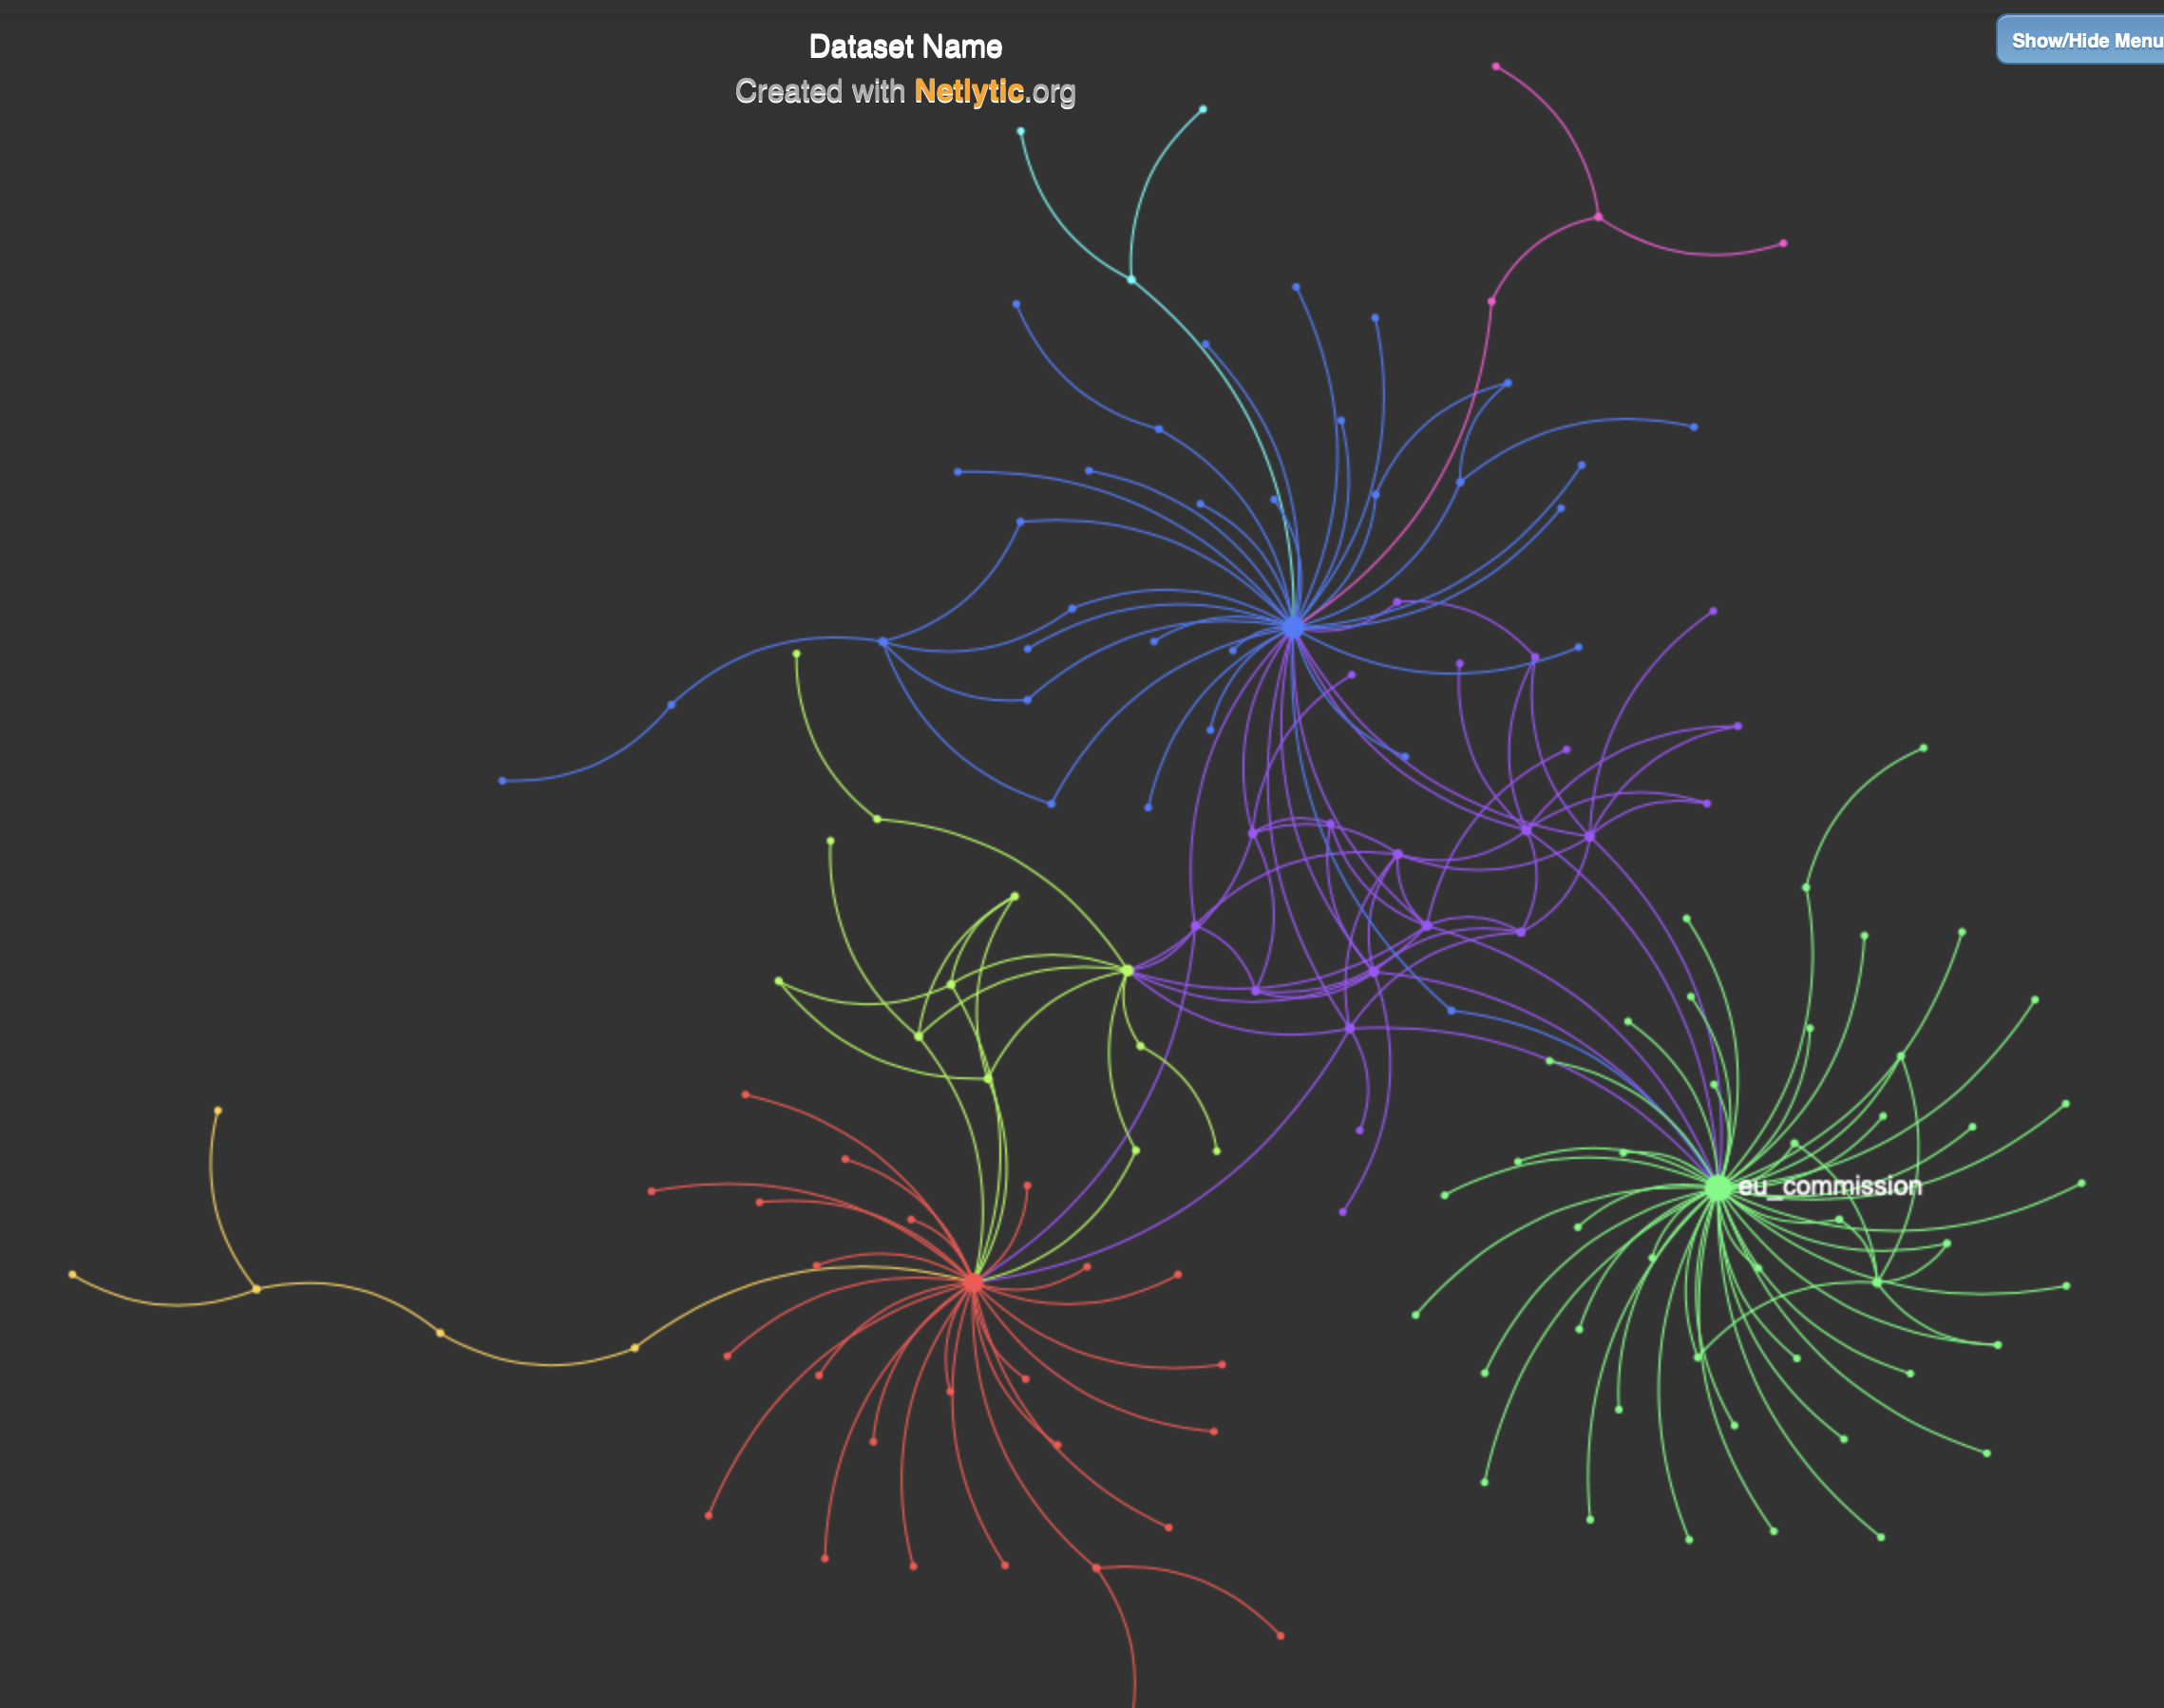 Dataset Name
Show/Hide Menu
Created with Netlytic.org
eu_commission